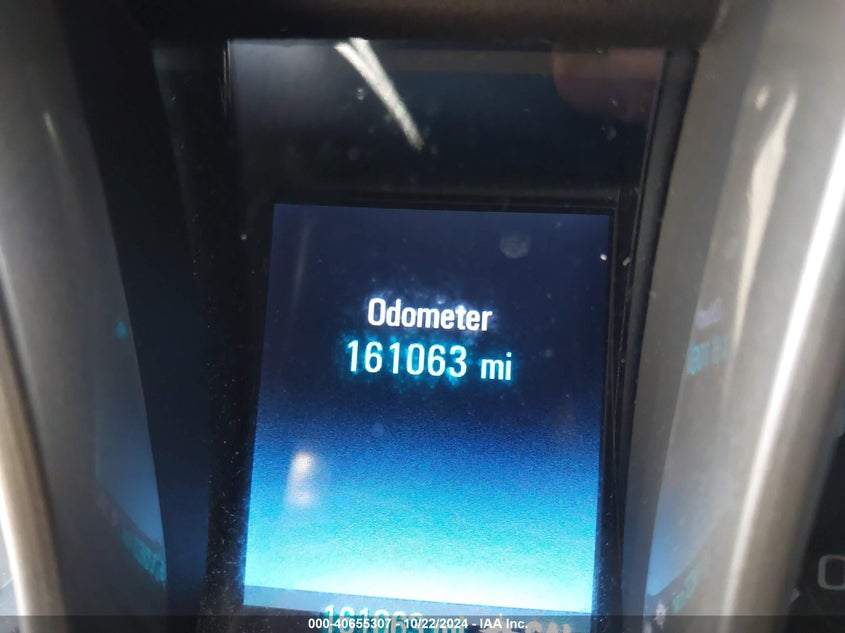 Odometer
161063 mi
000-40655307 - 10/22/2024 - IAA Inc.